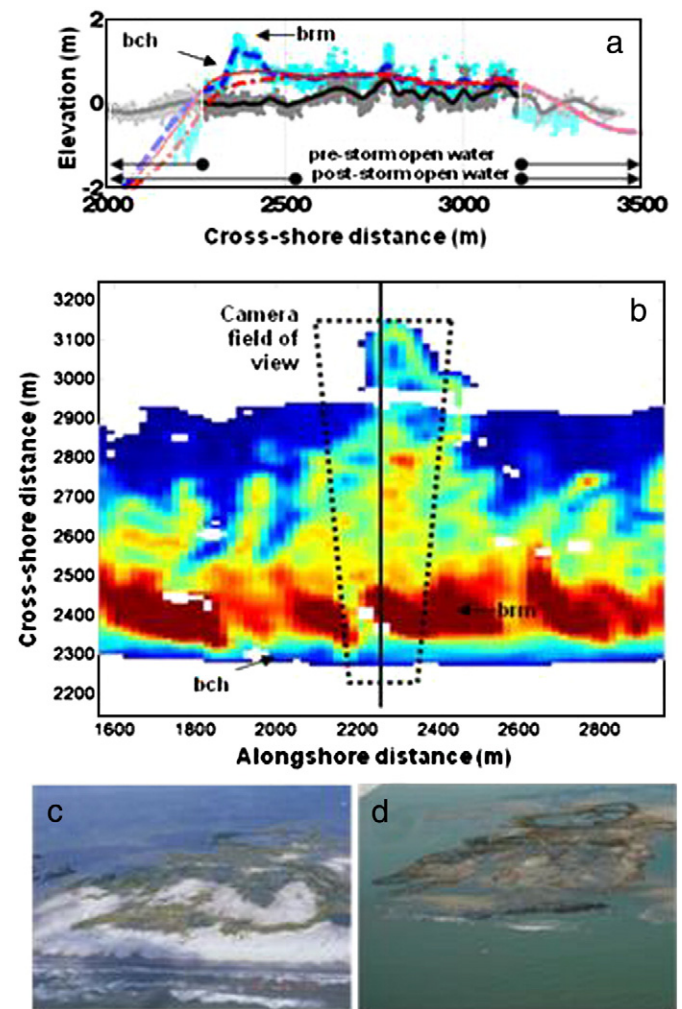 a
2
0
-2
Elevation (m)
bch
brm
pre-storm open water
post-storm open water
2000 2500 3000 3500
Cross-shore distance (m)
b
3200
3100
3000
2900
2800
2700
2600
2500
2400
2300
2200
Cross-shore distance (m)
Camera
field of
view
brm
bch
1600 1800 2000 2200 2400 2600 2800
Alongshore distance (m)
c
d